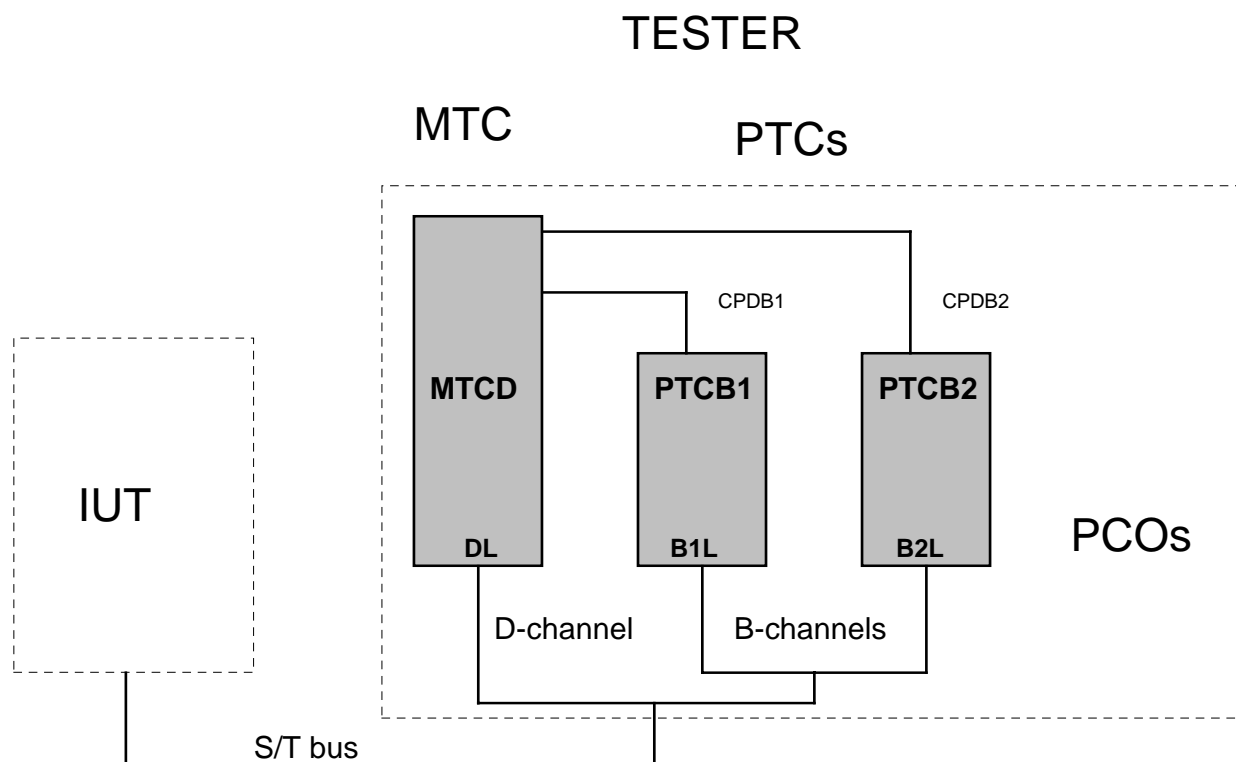 TESTER
MTC
PTCs
CPDB1
CPDB2
MTCD
PTCB1
PTCB2
IUT
PCOs
DL
B1L
B2L
D-channel
B-channels
S/T bus